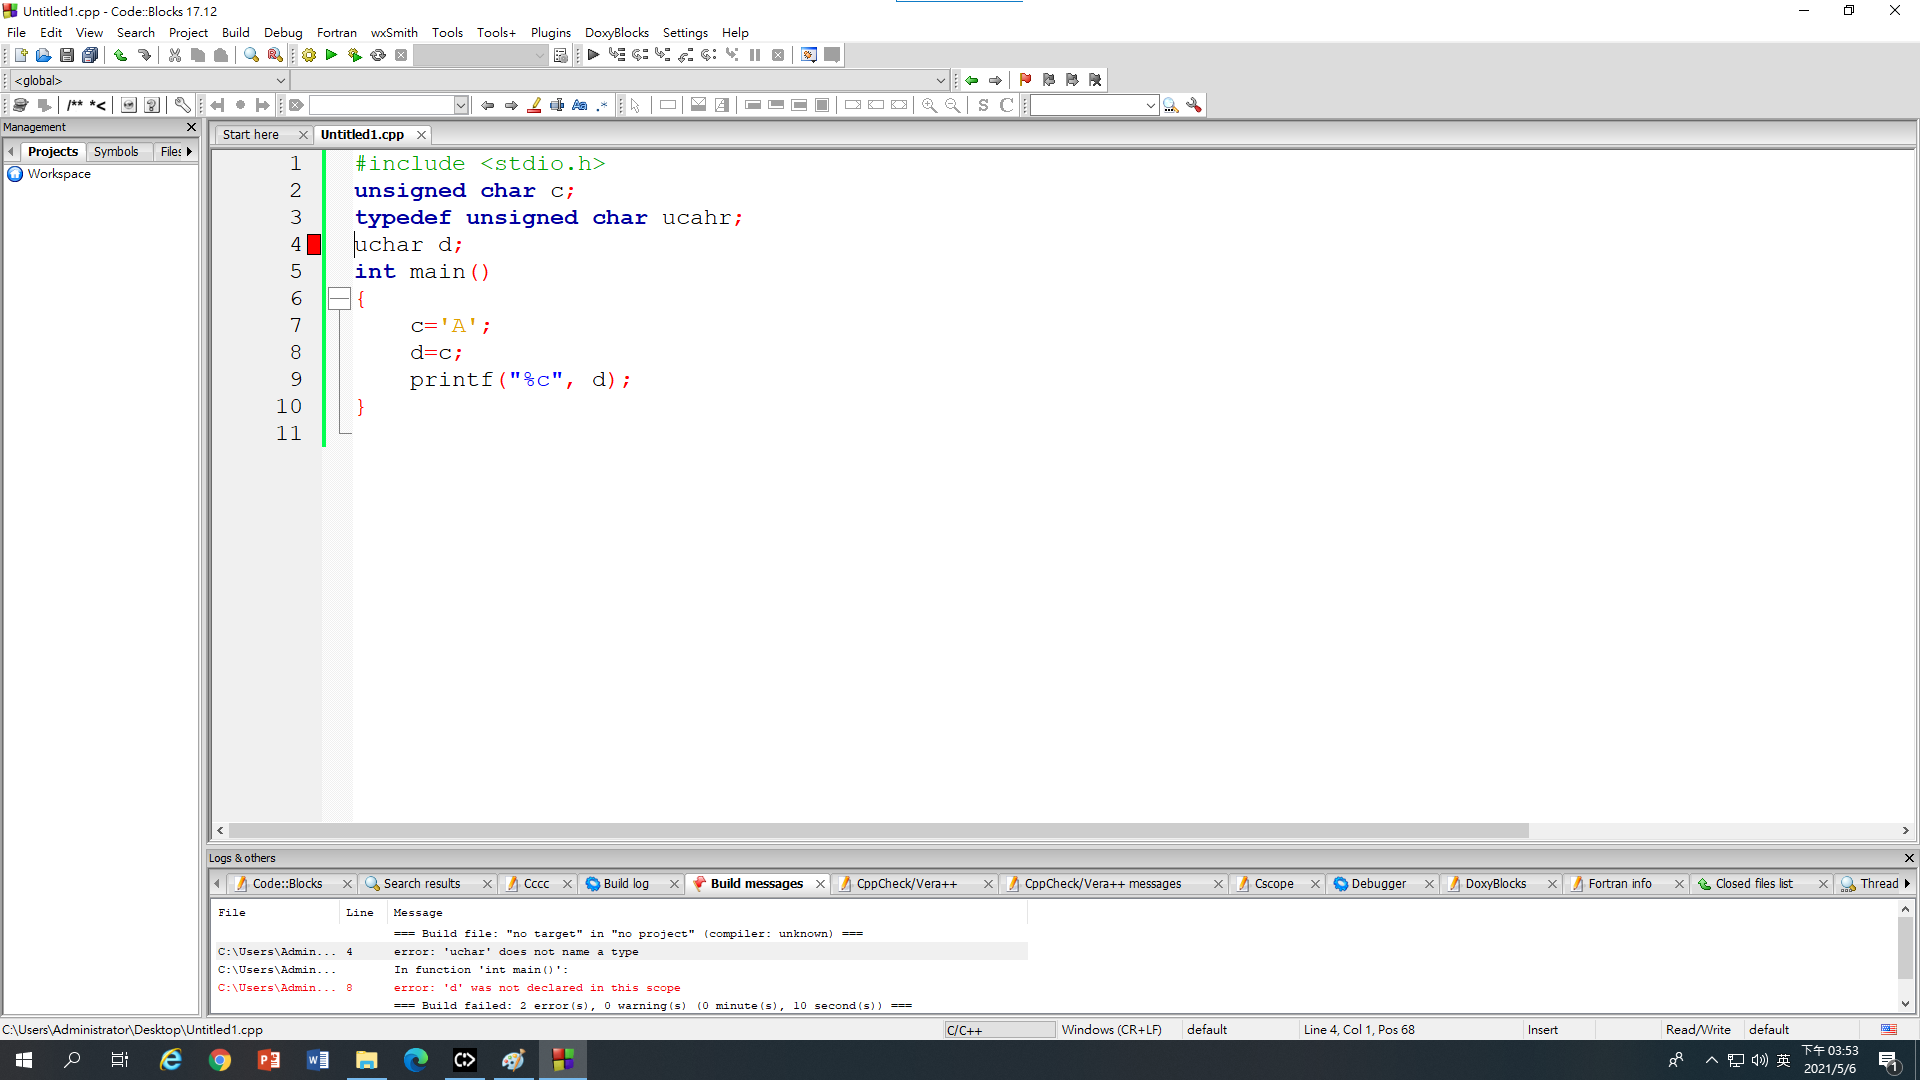 Untitled1.cpp - Code::Blocks 17.12
File Edit View Search Project Build Debug Fortran wxSmith Tools Tools+ Plugins DoxyBlocks Settings Help
<global>
/** *<
S C
Management
Start here Untitled1.cpp
Projects Symbols Files
Workspace
1 #include <stdio.h>
2 unsigned char c;
3 typedef unsigned char ucahr;
4 uchar d;
5 int main()
6 {
7 c='A';
8 d=c;
9 printf("%c", d);
10 }
11
Logs & others
Code::Blocks Search results Cccc Build log Build messages CppCheck/Vera++ CppCheck/Vera++ messages Cscope Debugger DoxyBlocks Fortran info Closed files list Thread
File Line Message
=== Build file: "no target" in "no project" (compiler: unknown) ===
C:\Users\Admin... 4 error: 'uchar' does not name a type
C:\Users\Admin... In function 'int main()':
C:\Users\Admin... 8 error: 'd' was not declared in this scope
=== Build failed: 2 error(s), 0 warning(s) (0 minute(s), 10 second(s)) ===
C:\Users\Administrator\Desktop\Untitled1.cpp C/C++ Windows (CR+LF) default Line 4, Col 1, Pos 68 Insert Read/Write default
英 下午 03:53
2021/5/6
1